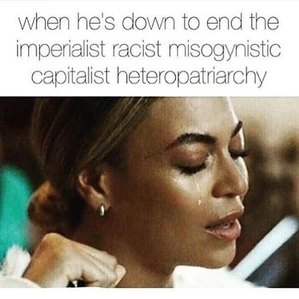 when he's down to end the
imperialist racist misogynistic
capitalist heteropatriarchy